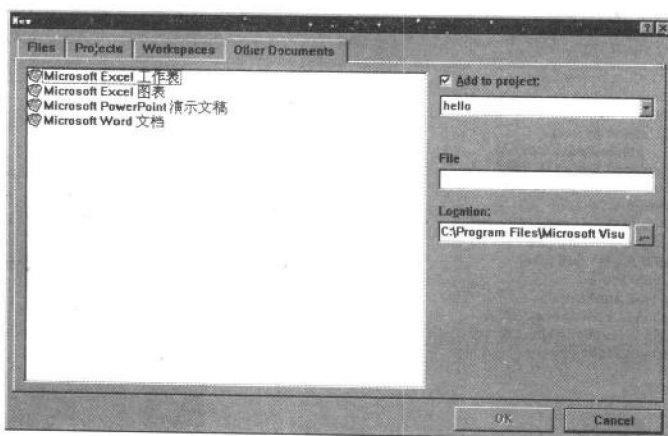 New
Files Projects Workspaces Other Documents
Microsoft Excel 工作表
Microsoft Excel 图表
Microsoft PowerPoint 演示文稿
Microsoft Word 文档
Add to project:
hello
File
Location:
C:\Program Files\Microsoft Visu ...
OK Cancel